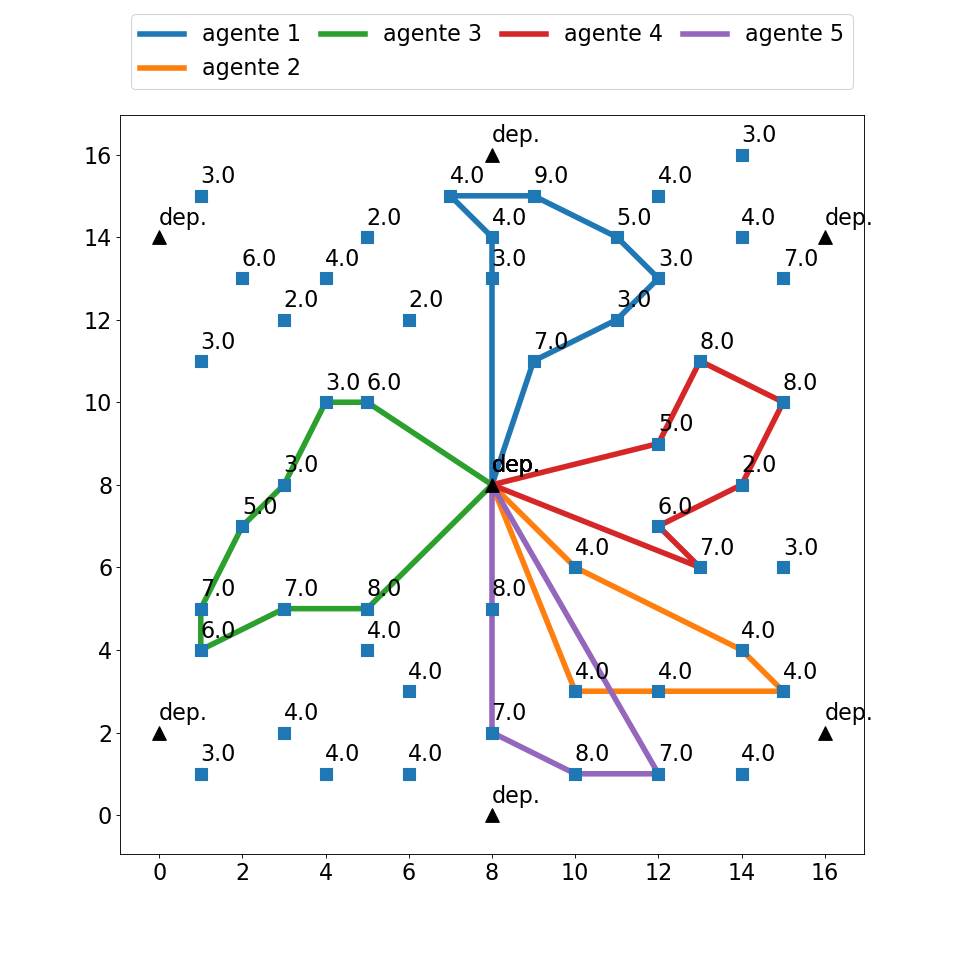 agente 1 agente 3 agente 4 agente 5
agente 2
16 dep. 3.0
3.0 4.0 9.0 4.0
14 dep. 2.0 4.0 5.0 4.0 dep.
6.0 4.0 3.0 3.0 7.0
12 2.0 2.0 3.0
3.0 7.0 8.0
10 3.0 6.0 8.0
5.0
8 3.0 dep. 2.0
5.0 6.0
6 4.0 7.0 3.0
7.0 7.0 8.0 8.0
4 6.0 4.0 4.0
4.0 4.0 4.0 4.0
2 dep. 4.0 7.0 dep.
3.0 4.0 4.0 8.0 7.0 4.0
0 dep.
0 2 4 6 8 10 12 14 16